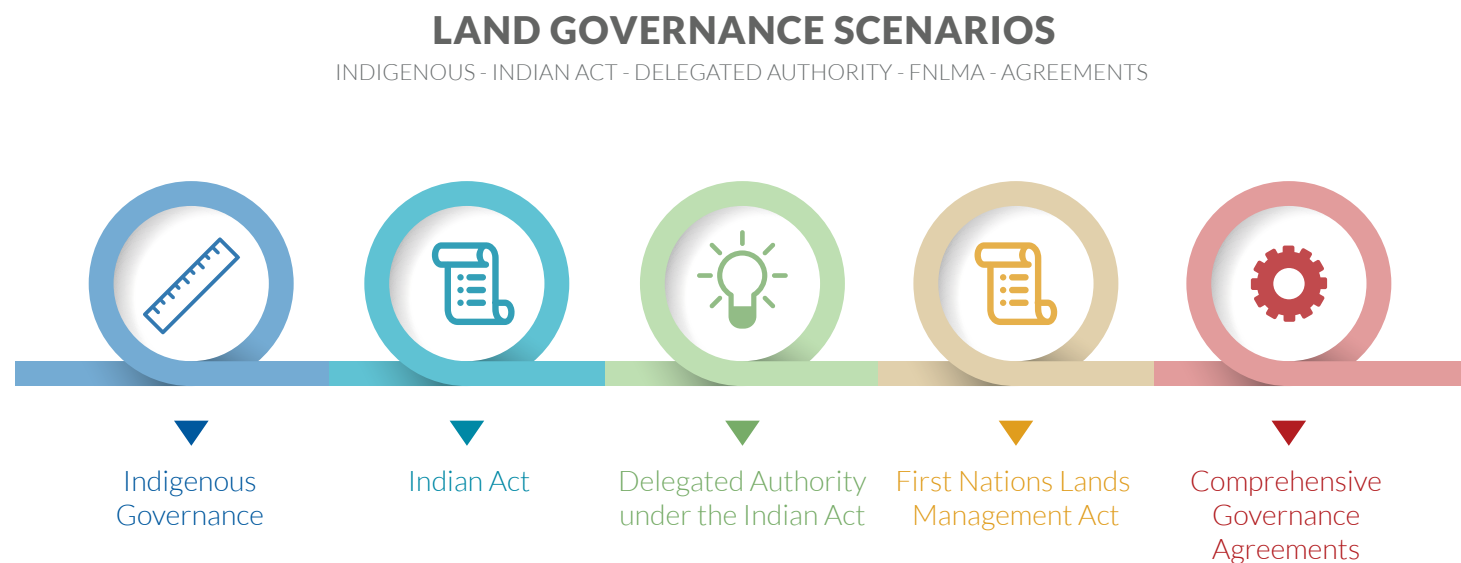 LAND GOVERNANCE SCENARIOS
INDIGENOUS - INDIAN ACT - DELEGATED AUTHORITY - FNLMA - AGREEMENTS
Indigenous
Governance
Indian Act
Delegated Authority
under the Indian Act
First Nations Lands
Management Act
Comprehensive
Governance
Agreements